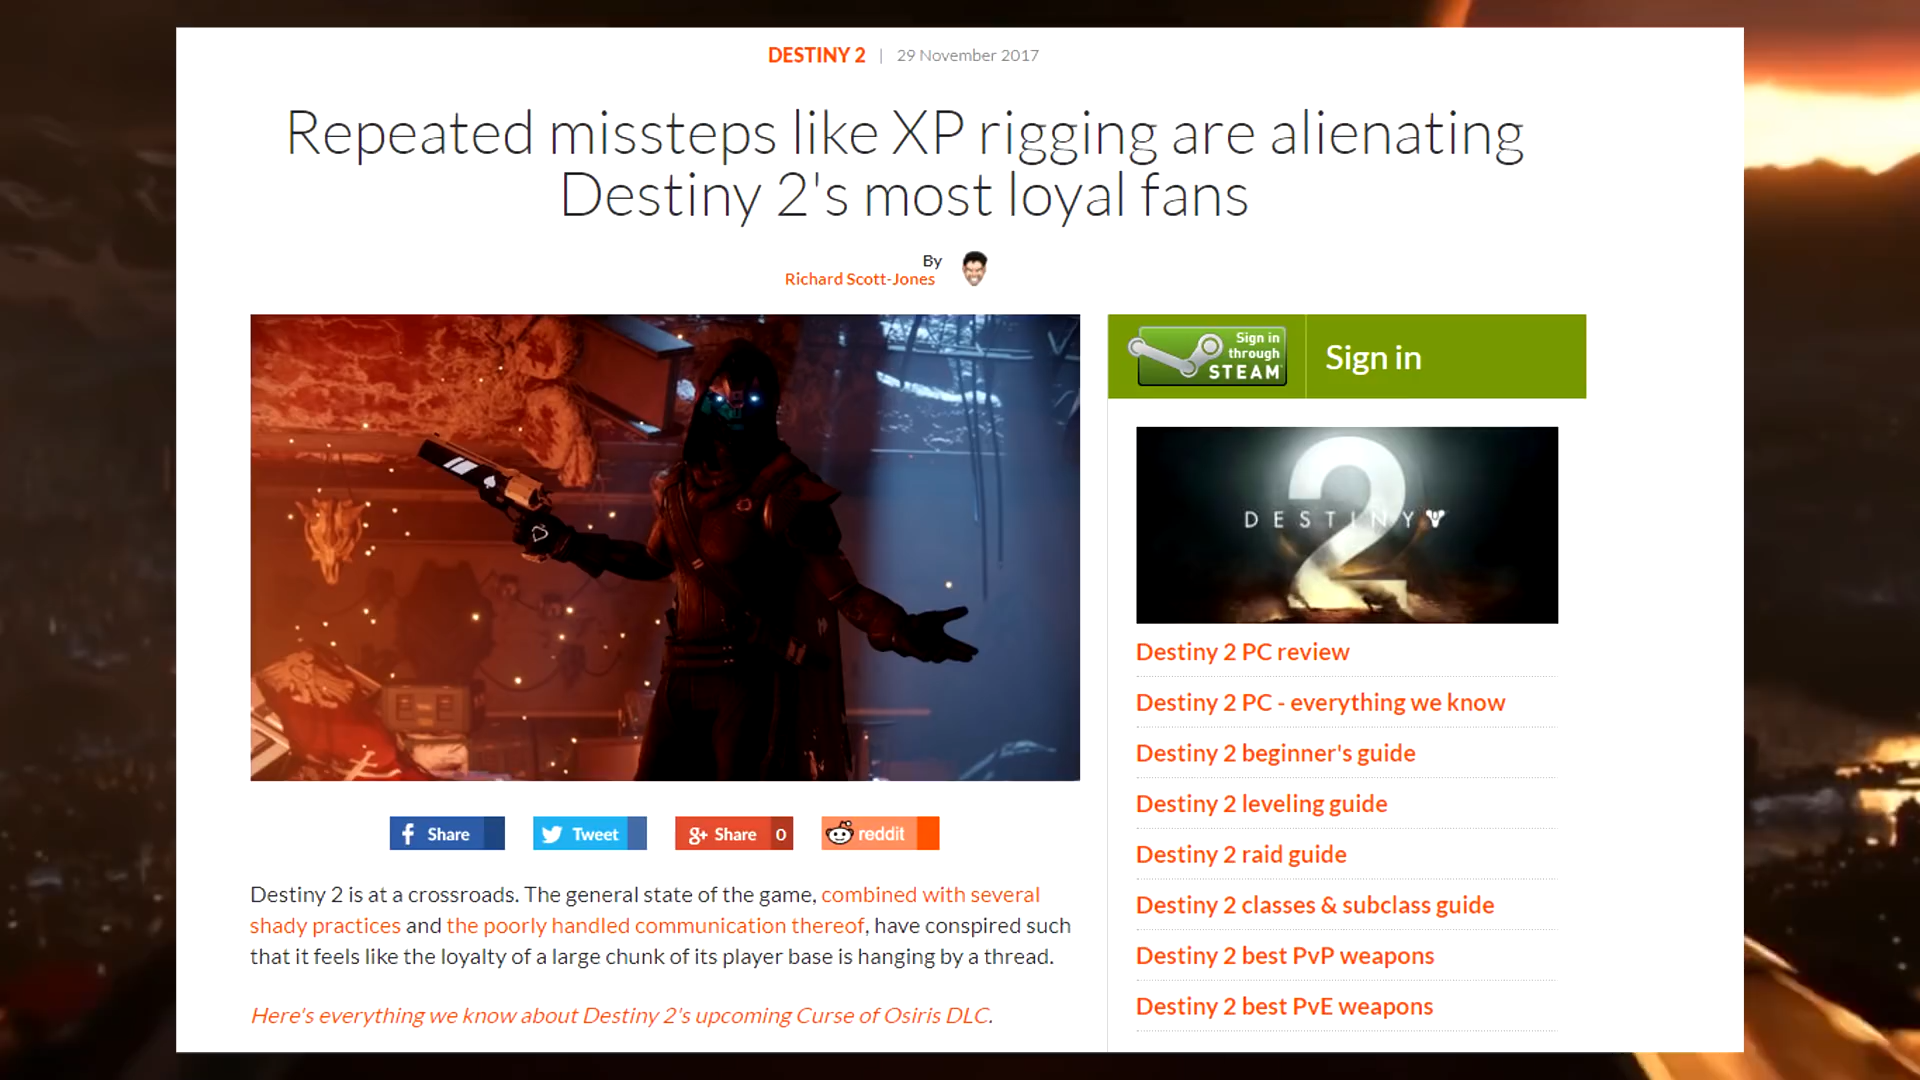 DESTINY 2 | 29 November 2017
Repeated missteps like XP rigging are alienating
Destiny 2's most loyal fans
By
Richard Scott-Jones
Sign in
through
STEAM
Sign in
DESTINY
2
Share
Tweet
g+ Share 0
reddit
Destiny 2 is at a crossroads. The general state of the game, combined with several
shady practices and the poorly handled communication thereof, have conspired such
that it feels like the loyalty of a large chunk of its player base is hanging by a thread.
Here's everything we know about Destiny 2's upcoming Curse of Osiris DLC.
Destiny 2 PC review
Destiny 2 PC - everything we know
Destiny 2 beginner's guide
Destiny 2 leveling guide
Destiny 2 raid guide
Destiny 2 classes & subclass guide
Destiny 2 best PvP weapons
Destiny 2 best PvE weapons